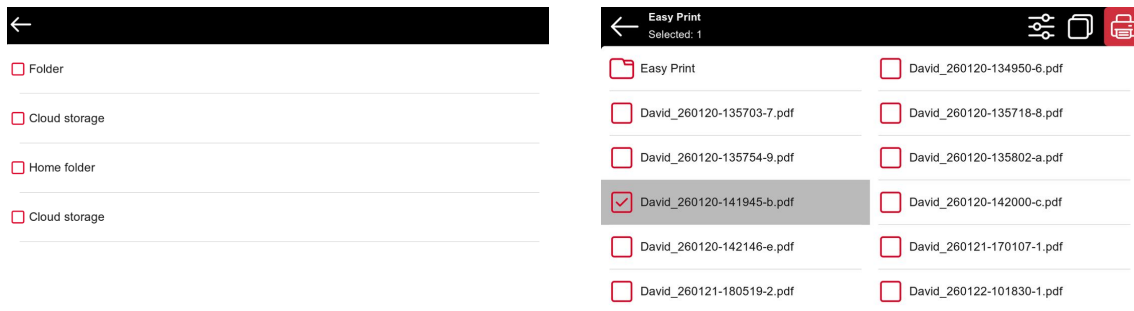 Folder
Cloud storage
Home folder
Cloud storage
Easy Print
Selected: 1
Easy Print
David_260120-134950-6.pdf
David_260120-135703-7.pdf
David_260120-135718-8.pdf
David_260120-135754-9.pdf
David_260120-135802-a.pdf
David_260120-141945-b.pdf
David_260120-142000-c.pdf
David_260120-142146-e.pdf
David_260121-170107-1.pdf
David_260121-180519-2.pdf
David_260122-101830-1.pdf